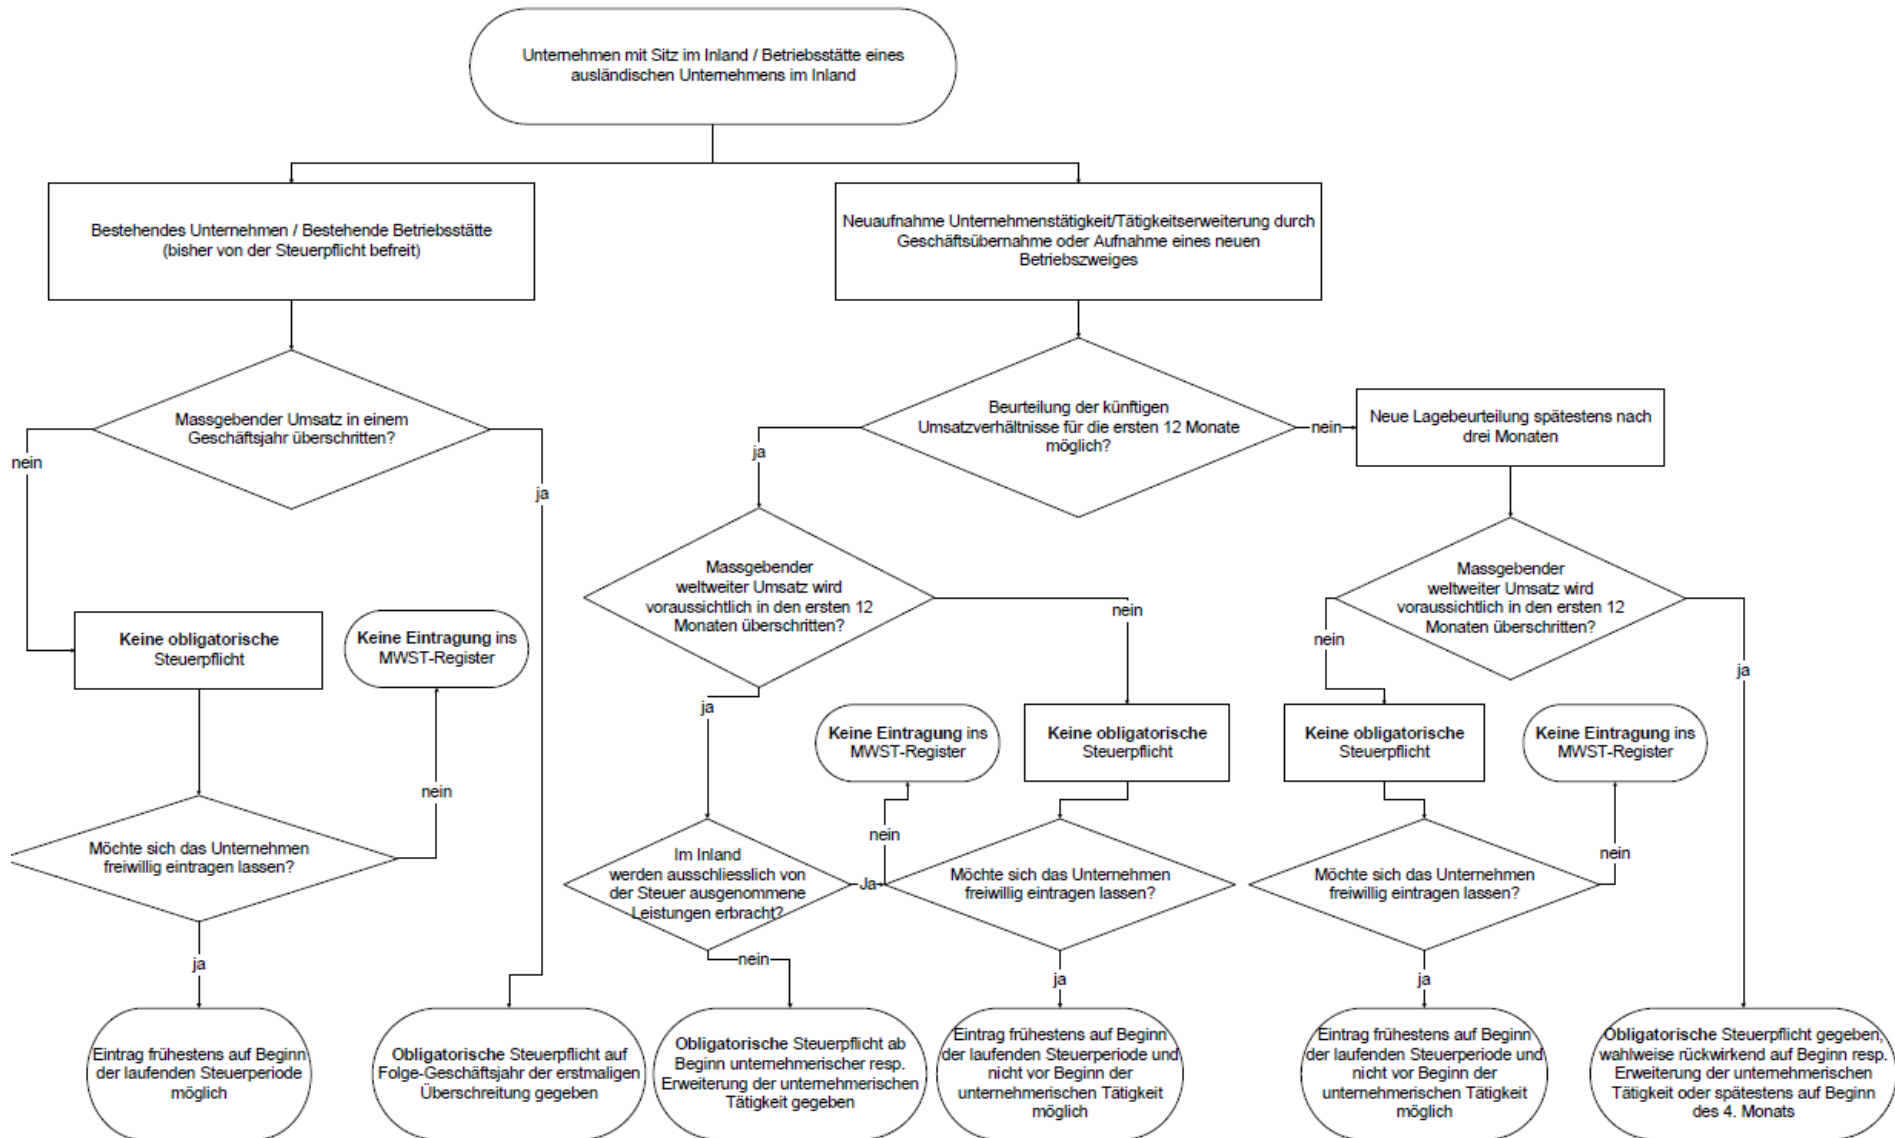 Unternehmen mit Sitz im Inland / Betriebsstätte eines
ausländischen Unternehmens im Inland
Bestehendes Unternehmen / Bestehende Betriebsstätte
(bisher von der Steuerpflicht befreit)
Neuaufnahme Unternehmenstätigkeit/Tätigkeitserweiterung durch
Geschäftsübernahme oder Aufnahme eines neuen
Betriebszweiges
Massgebender Umsatz in einem
Geschäftsjahr überschritten?
nein
ja
Beurteilung der künftigen
Umsatzverhältnisse für die ersten 12 Monate
möglich?
ja
nein
Neue Lagebeurteilung spätestens nach
drei Monaten
Massgebender
weltweiter Umsatz wird
voraussichtlich in den ersten 12
Monaten überschritten?
nein
ja
Massgebender
weltweiter Umsatz wird
voraussichtlich in den ersten 12
Monaten überschritten?
nein
ja
Keine obligatorische
Steuerpflicht
Keine Eintragung ins
MWST-Register
Keine Eintragung ins
MWST-Register
Keine obligatorische
Steuerpflicht
Keine obligatorische
Steuerpflicht
Keine Eintragung ins
MWST-Register
Möchte sich das Unternehmen
freiwillig eintragen lassen?
nein
ja
Im Inland
werden ausschliesslich von
der Steuer ausgenommene
Leistungen erbracht?
Ja
nein
nein
Möchte sich das Unternehmen
freiwillig eintragen lassen?
ja
Möchte sich das Unternehmen
freiwillig eintragen lassen?
nein
ja
Eintrag frühestens auf Beginn
der laufenden Steuerperiode
möglich
Obligatorische Steuerpflicht auf
Folge-Geschäftsjahr der erstmaligen
Überschreitung gegeben
Obligatorische Steuerpflicht ab
Beginn unternehmerischer resp.
Erweiterung der unternehmerischen
Tätigkeit gegeben
Eintrag frühestens auf Beginn
der laufenden Steuerperiode und
nicht vor Beginn der
unternehmerischen Tätigkeit
möglich
Eintrag frühestens auf Beginn
der laufenden Steuerperiode und
nicht vor Beginn der
unternehmerischen Tätigkeit
möglich
Obligatorische Steuerpflicht gegeben,
wahlweise rückwirkend auf Beginn resp.
Erweiterung der unternehmerischen
Tätigkeit oder spätestens auf Beginn
des 4. Monats